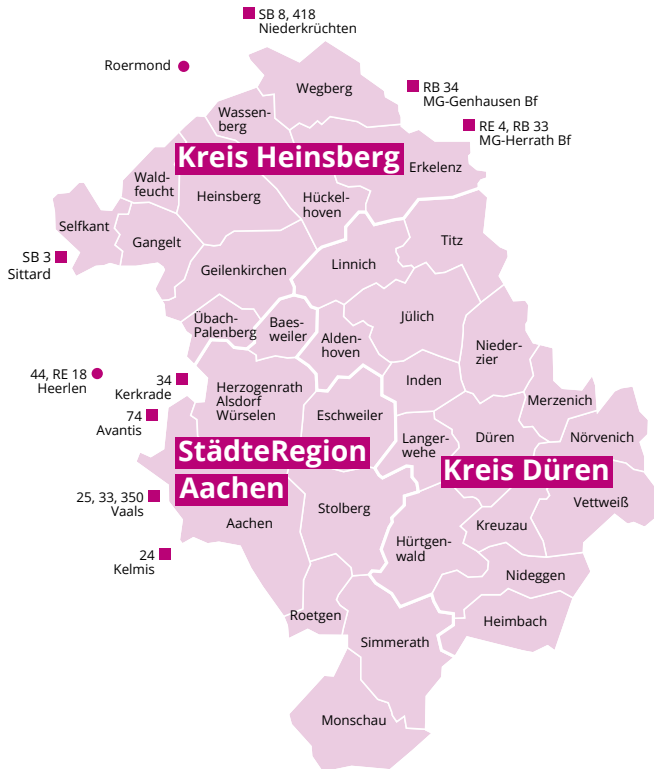 SB 8, 418
Niederkrüchten
Roermond
Wegberg
RB 34
MG-Genhausen Bf
Wassen-
berg
RE 4, RB 33
MG-Herrath Bf
Kreis Heinsberg
Erkelenz
Wald-
feucht
Heinsberg
Hückel-
hoven
Selfkant
Gangelt
Titz
SB 3
Sittard
Geilenkirchen
Linnich
Übach-
Palenberg
Baes-
weiler
Alden-
hoven
Jülich
Nieder-
zier
44, RE 18
Heerlen
34
Kerkrade
Herzogenrath
Alsdorf
Würselen
Inden
Merzenich
74
Avantis
Eschweiler
Langer-
wehe
Düren
Nörvenich
StädteRegion
Aachen
Kreis Düren
25, 33, 350
Vaals
Aachen
Stolberg
Vettweiß
Kreuzau
Hürtgen-
wald
24
Kelmis
Nideggen
Roetgen
Heimbach
Simmerath
Monschau